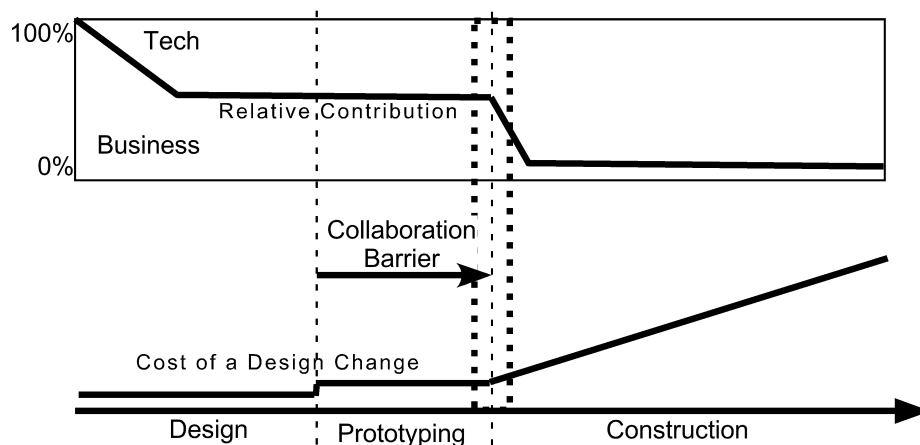 100%
Tech
Relative Contribution
Business
0%
Collaboration
Barrier
Cost of a Design Change
Design
Prototyping
Construction